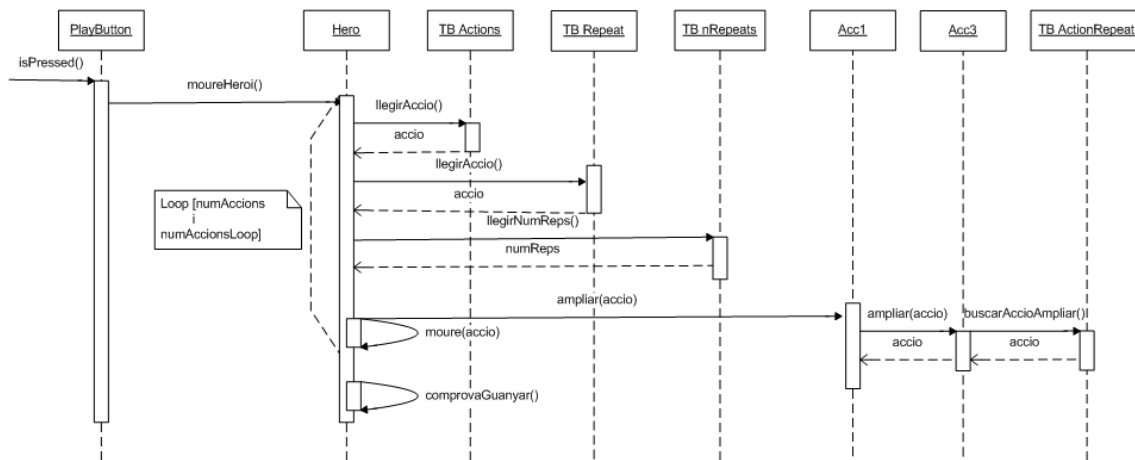 PlayButton
Hero
TB Actions
TB Repeat
TB nRepeats
Acc1
Acc3
TB ActionRepeat
isPressed()
moureHeroi()
llegirAccio()
accio
llegirAccio()
accio
Loop [numAccions
i
numAccionsLoop]
llegirNumReps()
numReps
ampliar(accio)
ampliar(accio)
buscarAccioAmpliar()
moure(accio)
accio
accio
comprovaGuanyar()